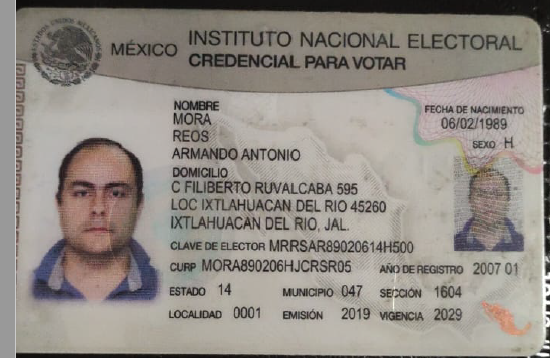 MÉXICO
INSTITUTO NACIONAL ELECTORAL
CREDENCIAL PARA VOTAR
NOMBRE
MORA
REOS
ARMANDO ANTONIO
FECHA DE NACIMIENTO
06/02/1989
SEXO H
DOMICILIO
C FILIBERTO RUVALCABA 595
LOC IXTLAHUACAN DEL RIO 45260
IXTLAHUACAN DEL RIO, JAL.
CLAVE DE ELECTOR MRRSAR89020614H500
CURP MORA890206HJCRSR05 AÑO DE REGISTRO 2007 01
ESTADO 14 MUNICIPIO 047 SECCIÓN 1604
LOCALIDAD 0001 EMISIÓN 2019 VIGENCIA 2029